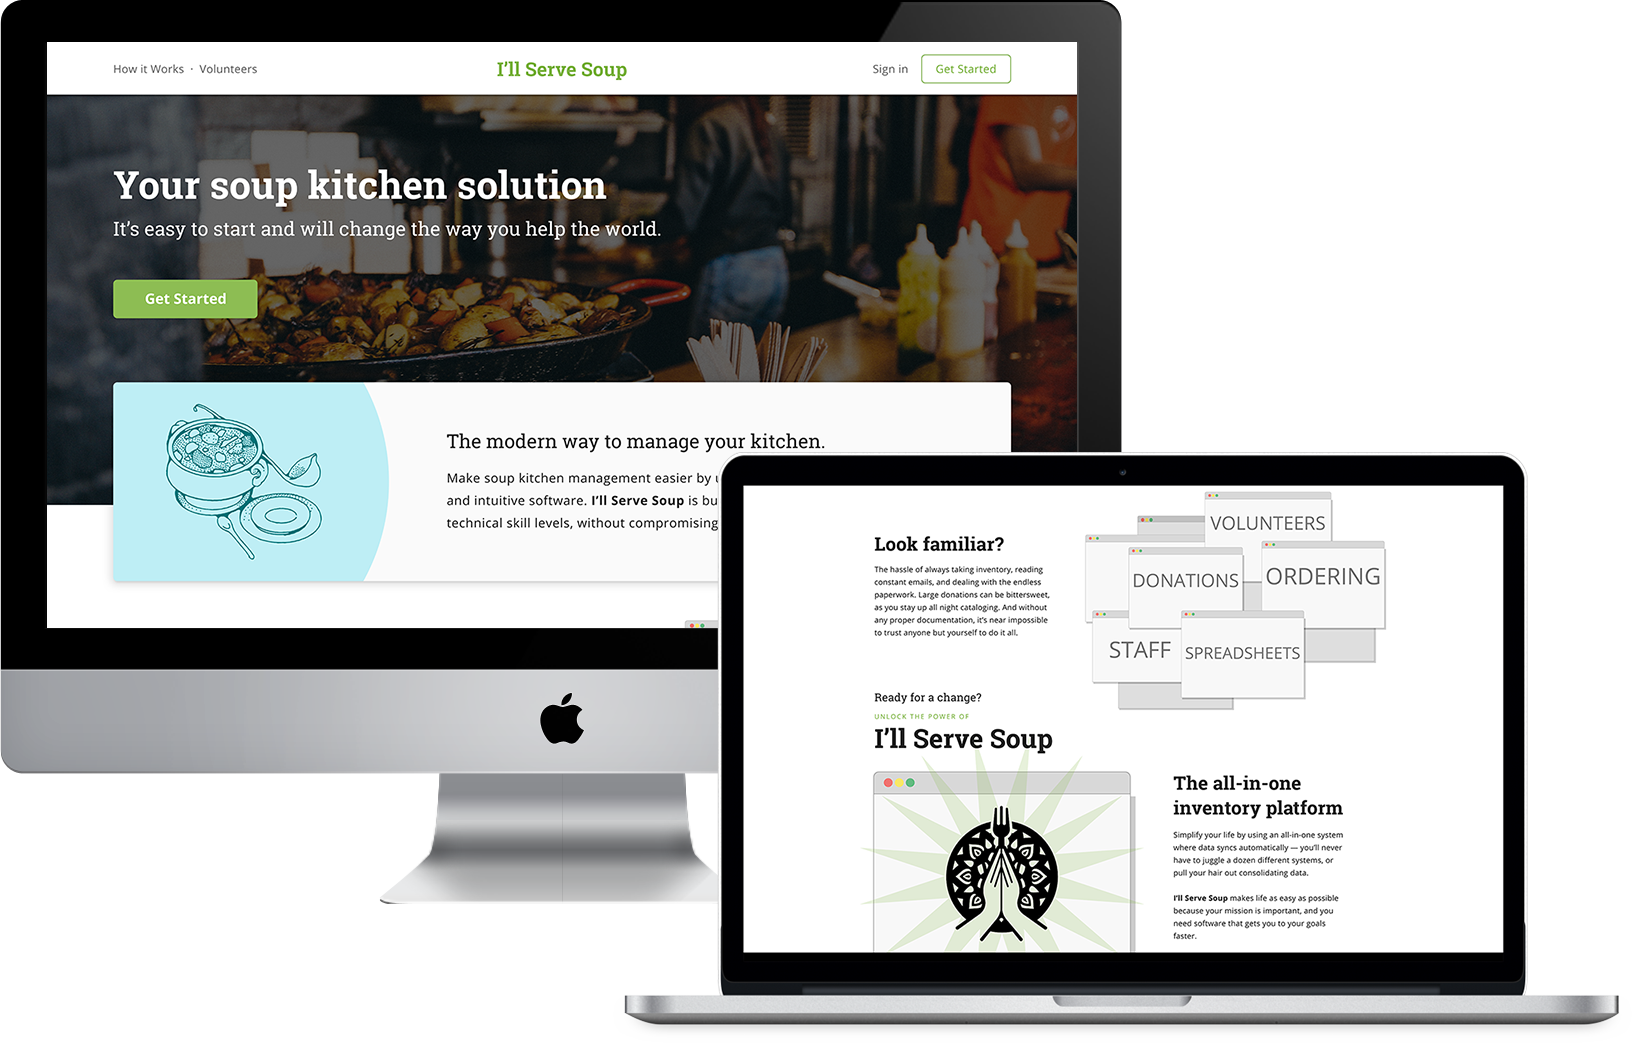 How it Works · Volunteers
I'll Serve Soup
Sign in
Get Started
Your soup kitchen solution
It's easy to start and will change the way you help the world.
Get Started
The modern way to manage your kitchen.
Make soup kitchen management easier by
and intuitive software. I'll Serve Soup is
technical skill levels, without compromising
Look familiar?
The hassle of always taking inventory, reading
constant emails, and dealing with the endless
paperwork. Large donations can be bittersweet,
as you stay up all night cataloging. And without
any proper documentation, it's near impossible
to trust anyone but yourself to do it all.
VOLUNTEERS
DONATIONS
ORDERING
STAFF
SPREADSHEETS
Ready for a change?
UNLOCK THE POWER OF
I'll Serve Soup
The all-in-one
inventory platform
Simplify your life by using an all-in-one system
where data syncs automatically — you'll never
have to juggle a dozen different systems, or
pull your hair out consolidating data.
I'll Serve Soup makes life as easy as possible
because your mission is important, and you
need software that gets you to your goals
faster.